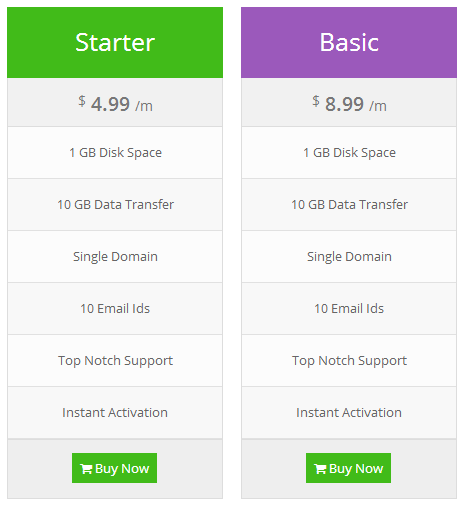 Starter
$ 4.99 /m
1 GB Disk Space
10 GB Data Transfer
Single Domain
10 Email Ids
Top Notch Support
Instant Activation
Buy Now
Basic
$ 8.99 /m
1 GB Disk Space
10 GB Data Transfer
Single Domain
10 Email Ids
Top Notch Support
Instant Activation
Buy Now